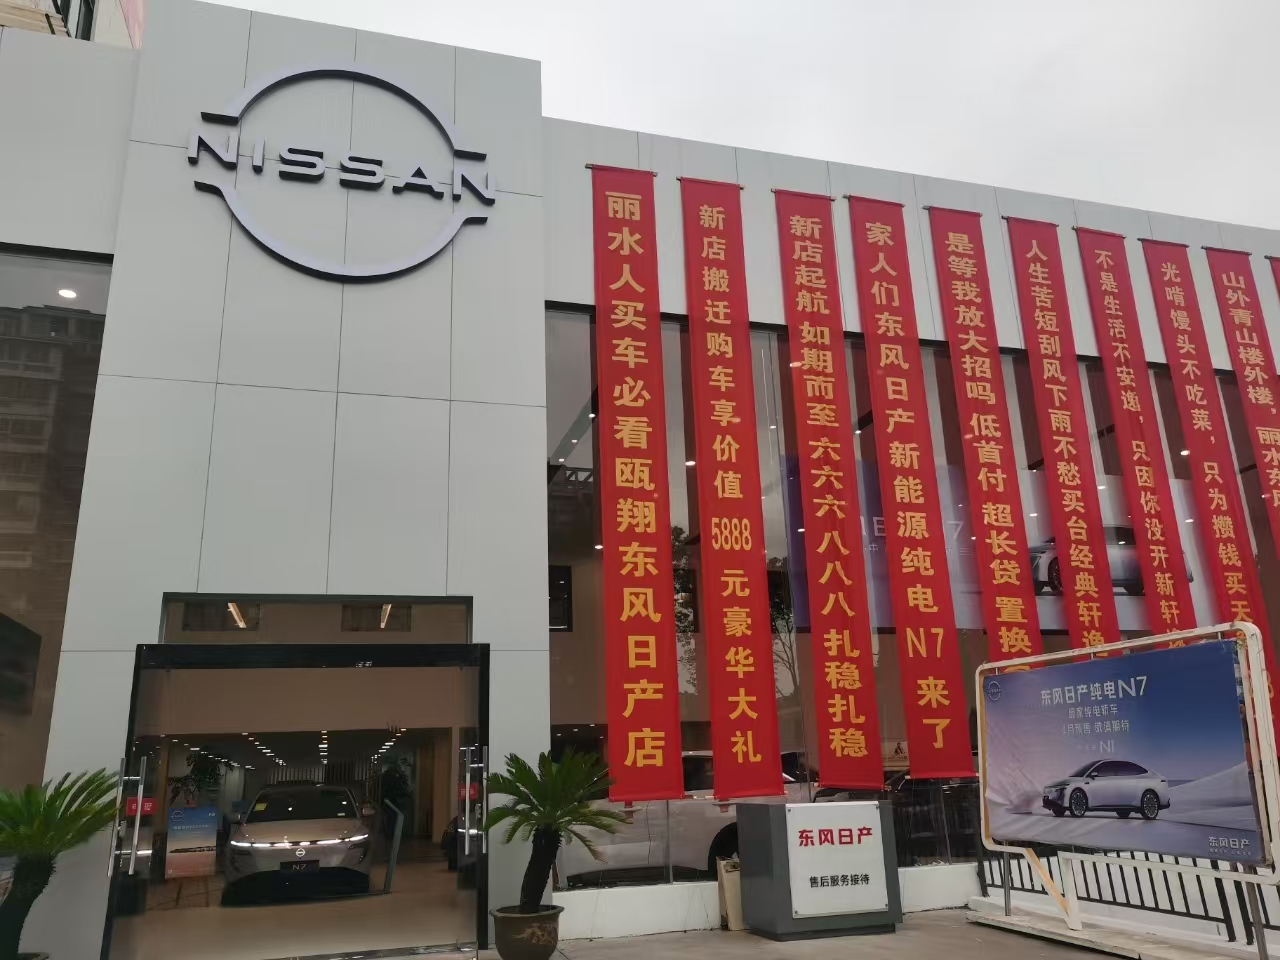 NISSAN
丽水人买车必看瓯翔东风日产店
新店搬迁购车享价值5888元豪华大礼
新店起航 如期而至 六六六八八八扎稳扎稳
家人们东风日产新能源纯电N7来了
是等我放大招吗 低首付 超长贷 置换
人生苦短刮风下雨不愁买台经典轩逸
不是生活不安逸，只因你没开新轩
光啃馒头不吃菜，只为攒钱买天
山外青山楼外楼，丽水东风
东风日产纯电N7
N7
东风日产
售后服务接待
东风日产
N7